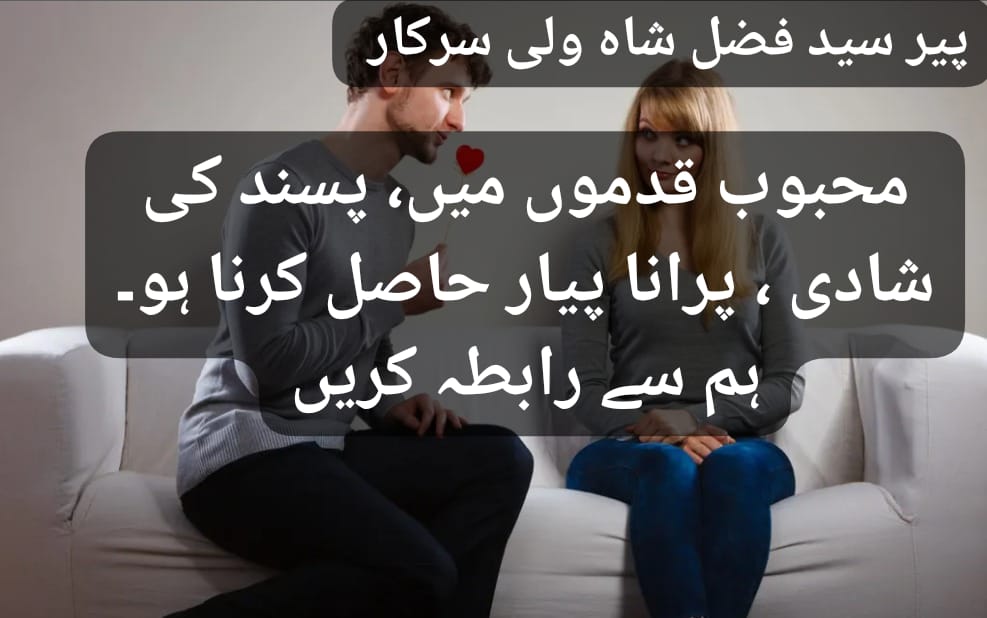 پیر سید فضل شاہ ولی سرکار
محبوب قدموں میں، پسند کی
شادی ، پرانا پیار حاصل کرنا ہو۔
ہم سے رابطہ کریں